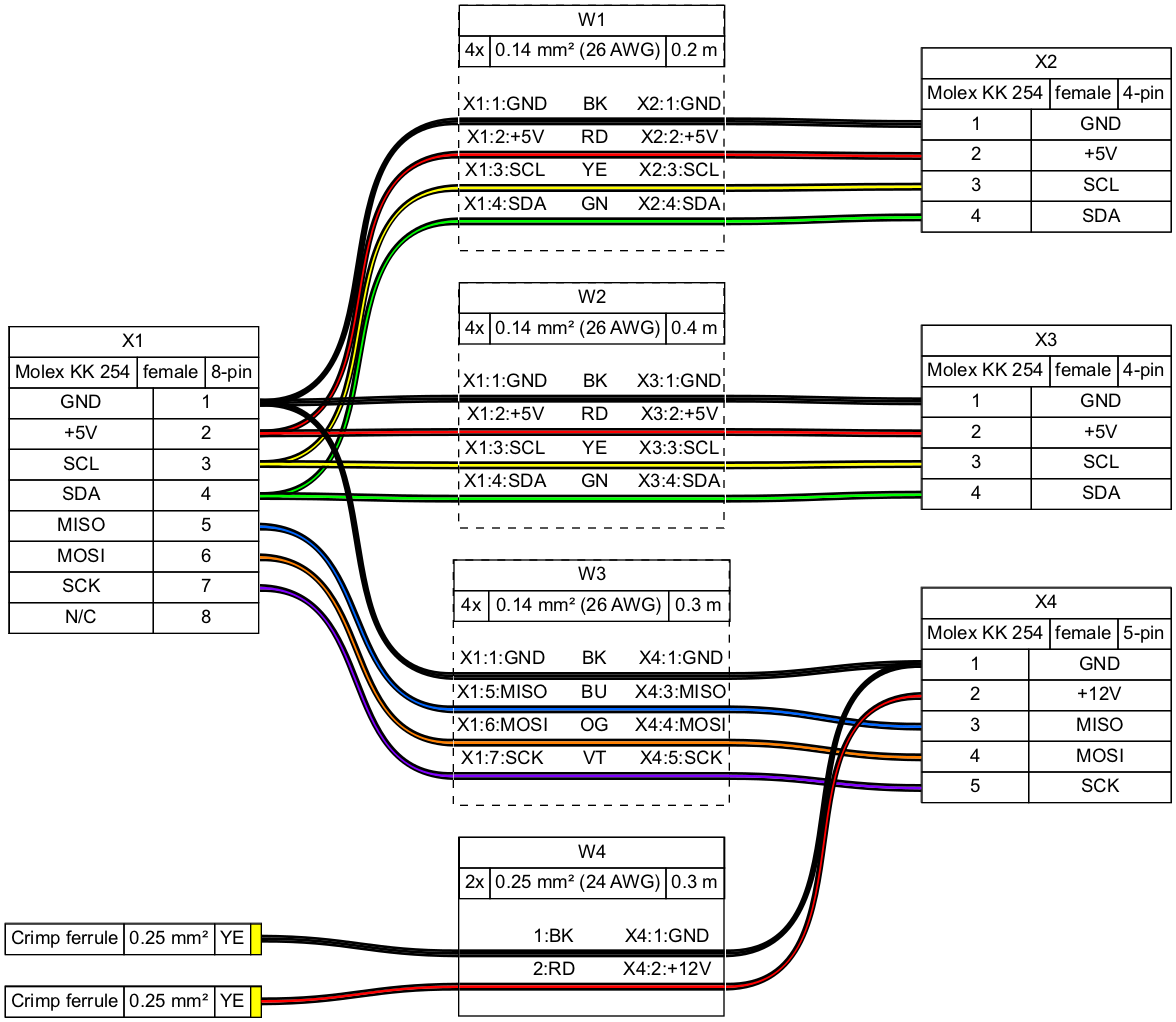 W1
4x 0.14 mm² (26 AWG) 0.2 m
X1:1:GND BK X2:1:GND
X1:2:+5V RD X2:2:+5V
X1:3:SCL YE X2:3:SCL
X1:4:SDA GN X2:4:SDA
X2
Molex KK 254 female 4-pin
1 GND
2 +5V
3 SCL
4 SDA
W2
4x 0.14 mm² (26 AWG) 0.4 m
X1:1:GND BK X3:1:GND
X1:2:+5V RD X3:2:+5V
X1:3:SCL YE X3:3:SCL
X1:4:SDA GN X3:4:SDA
X1
Molex KK 254 female 8-pin
GND 1
+5V 2
SCL 3
SDA 4
MISO 5
MOSI 6
SCK 7
N/C 8
X3
Molex KK 254 female 4-pin
1 GND
2 +5V
3 SCL
4 SDA
W3
4x 0.14 mm² (26 AWG) 0.3 m
X1:1:GND BK X4:1:GND
X1:5:MISO BU X4:3:MISO
X1:6:MOSI OG X4:4:MOSI
X1:7:SCK VT X4:5:SCK
X4
Molex KK 254 female 5-pin
1 GND
2 +12V
3 MISO
4 MOSI
5 SCK
W4
2x 0.25 mm² (24 AWG) 0.3 m
1:BK X4:1:GND
2:RD X4:2:+12V
Crimp ferrule 0.25 mm² YE
Crimp ferrule 0.25 mm² YE